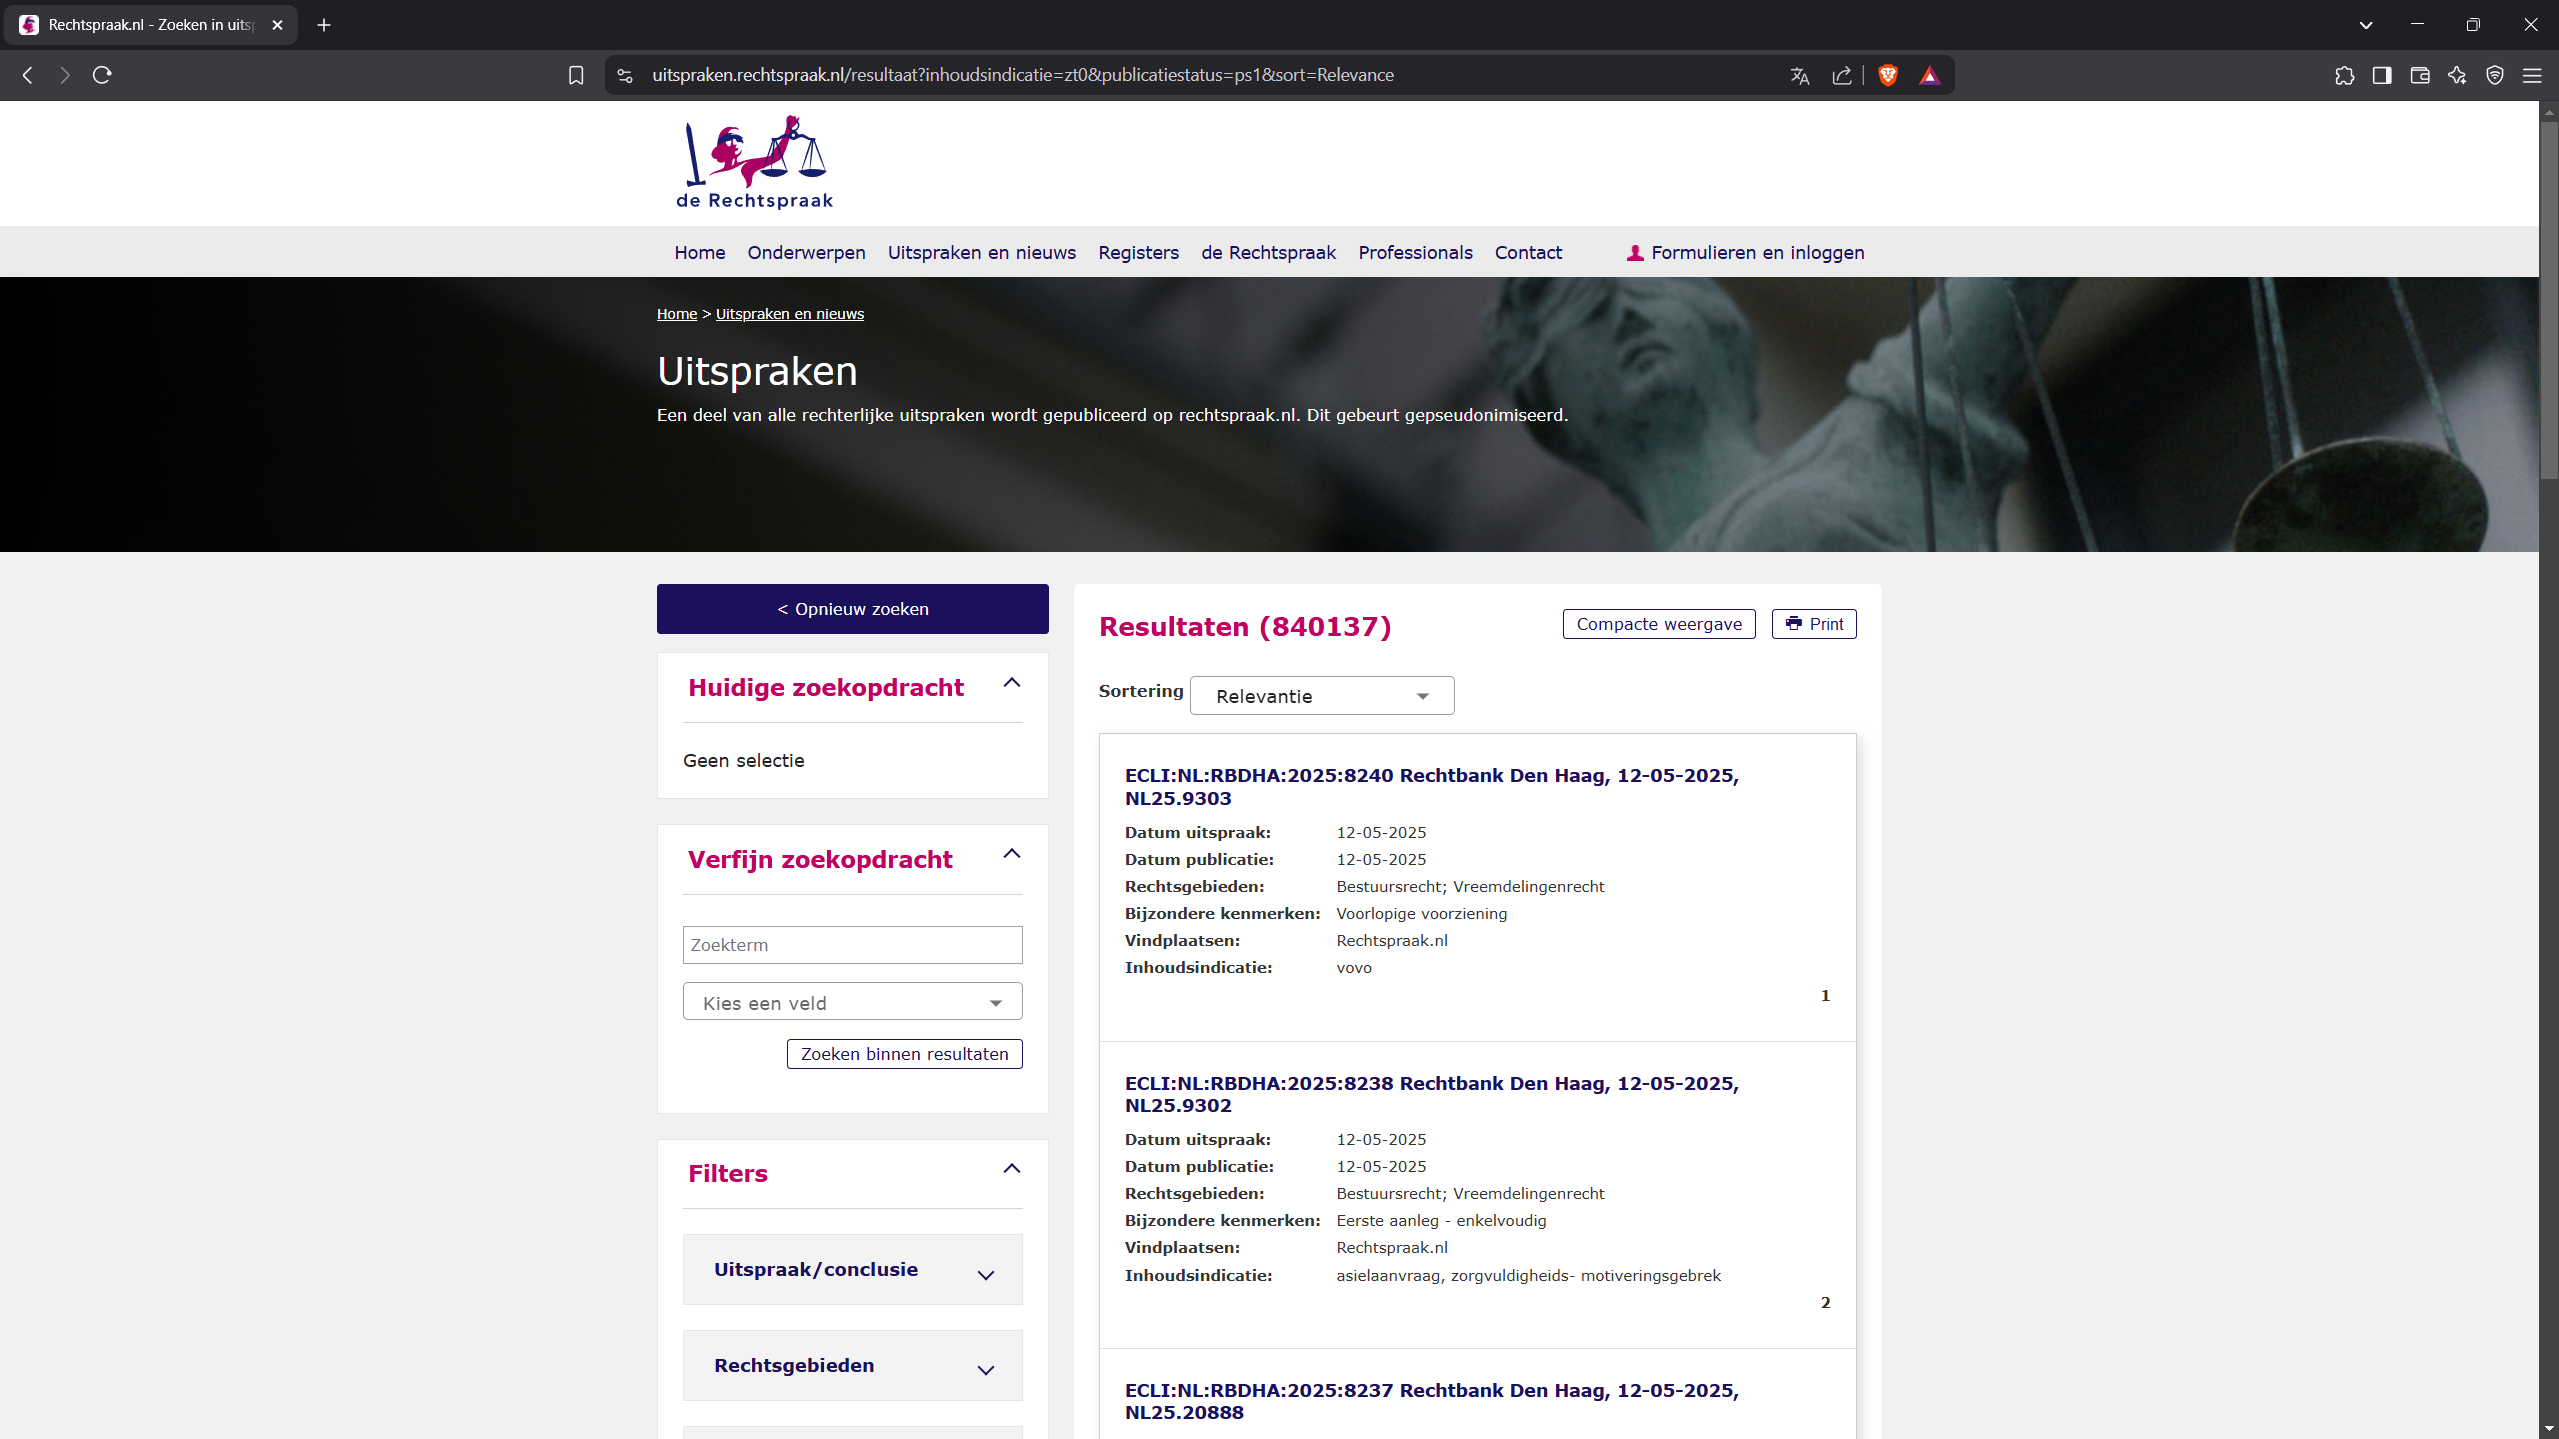 Rechtspraak.nl - Zoeken in uits
uitspraken.rechtspraak.nl/resultaat?inhoudsindicatie=zt0&publicatiestatus=ps1&sort=Relevance
de Rechtspraak
Home Onderwerpen Uitspraken en nieuws Registers de Rechtspraak Professionals Contact Formulieren en inloggen
Home > Uitspraken en nieuws
Uitspraken
Een deel van alle rechterlijke uitspraken wordt gepubliceerd op rechtspraak.nl. Dit gebeurt gepseudonimiseerd.
< Opnieuw zoeken
Huidige zoekopdracht
Geen selectie
Verfijn zoekopdracht
Zoekterm
Kies een veld
Zoeken binnen resultaten
Filters
Uitspraak/conclusie
Rechtsgebieden
Resultaten (840137)
Compacte weergave
Print
Sortering Relevantie
ECLI:NL:RBDHA:2025:8240 Rechtbank Den Haag, 12-05-2025,
NL25.9303
Datum uitspraak: 12-05-2025
Datum publicatie: 12-05-2025
Rechtsgebieden: Bestuursrecht; Vreemdelingenrecht
Bijzondere kenmerken: Voorlopige voorziening
Vindplaatsen: Rechtspraak.nl
Inhoudsindicatie: vovo
1
ECLI:NL:RBDHA:2025:8238 Rechtbank Den Haag, 12-05-2025,
NL25.9302
Datum uitspraak: 12-05-2025
Datum publicatie: 12-05-2025
Rechtsgebieden: Bestuursrecht; Vreemdelingenrecht
Bijzondere kenmerken: Eerste aanleg - enkelvoudig
Vindplaatsen: Rechtspraak.nl
Inhoudsindicatie: asielaanvraag, zorgvuldigheids- motiveringsgebrek
2
ECLI:NL:RBDHA:2025:8237 Rechtbank Den Haag, 12-05-2025,
NL25.20888